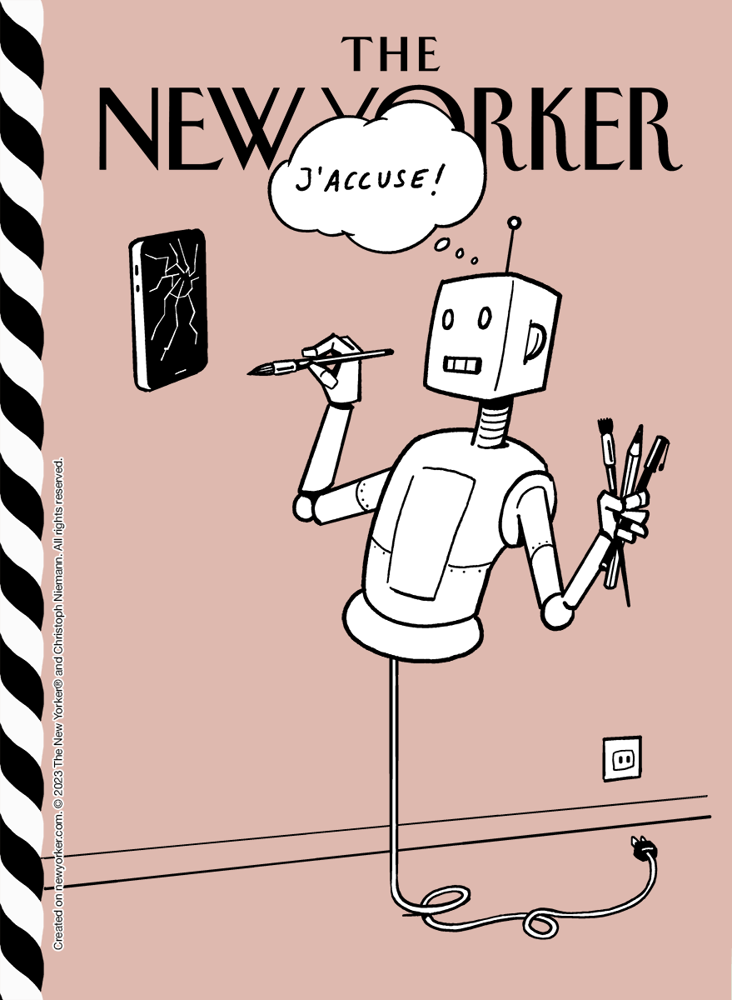 THE
NEW YORKER
J'ACCUSE!
Created on newyorker.com. © 2023 The New Yorker® and Christoph Niemann. All rights reserved.